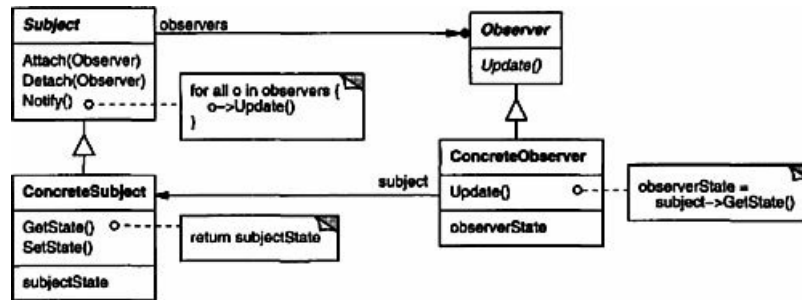 Subject
observers
Observer
Attach(Observer)
Detach(Observer)
Notify()
for all o in observers {
o->Update()
}
Update()
ConcreteSubject
GetState()
SetState()
subjectState
return subjectState
subject
ConcreteObserver
Update()
observerState
observerState =
subject->GetState()